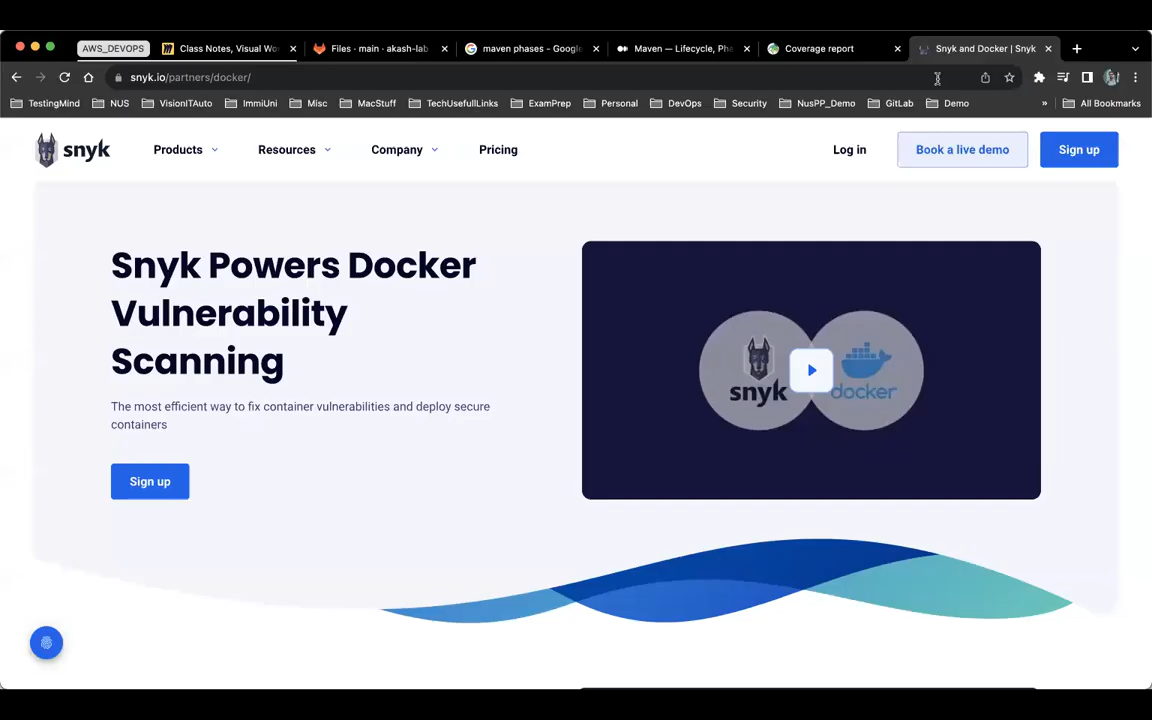 AWS_DEVOPS
Class Notes, Visual Wo
Files · main · akash-lab
maven phases - Google
Maven — Lifecycle, Pha
Coverage report
Snyk and Docker | Snyk
snyk.io/partners/docker/
TestingMind
NUS
VisionITAuto
ImmiUni
Misc
MacStuff
TechUsefullLinks
ExamPrep
Personal
DevOps
Security
NusPP_Demo
GitLab
Demo
»
All Bookmarks
snyk
Products
Resources
Company
Pricing
Log in
Book a live demo
Sign up
Snyk Powers Docker
Vulnerability
Scanning
The most efficient way to fix container vulnerabilities and deploy secure
containers
Sign up
snyk
docker